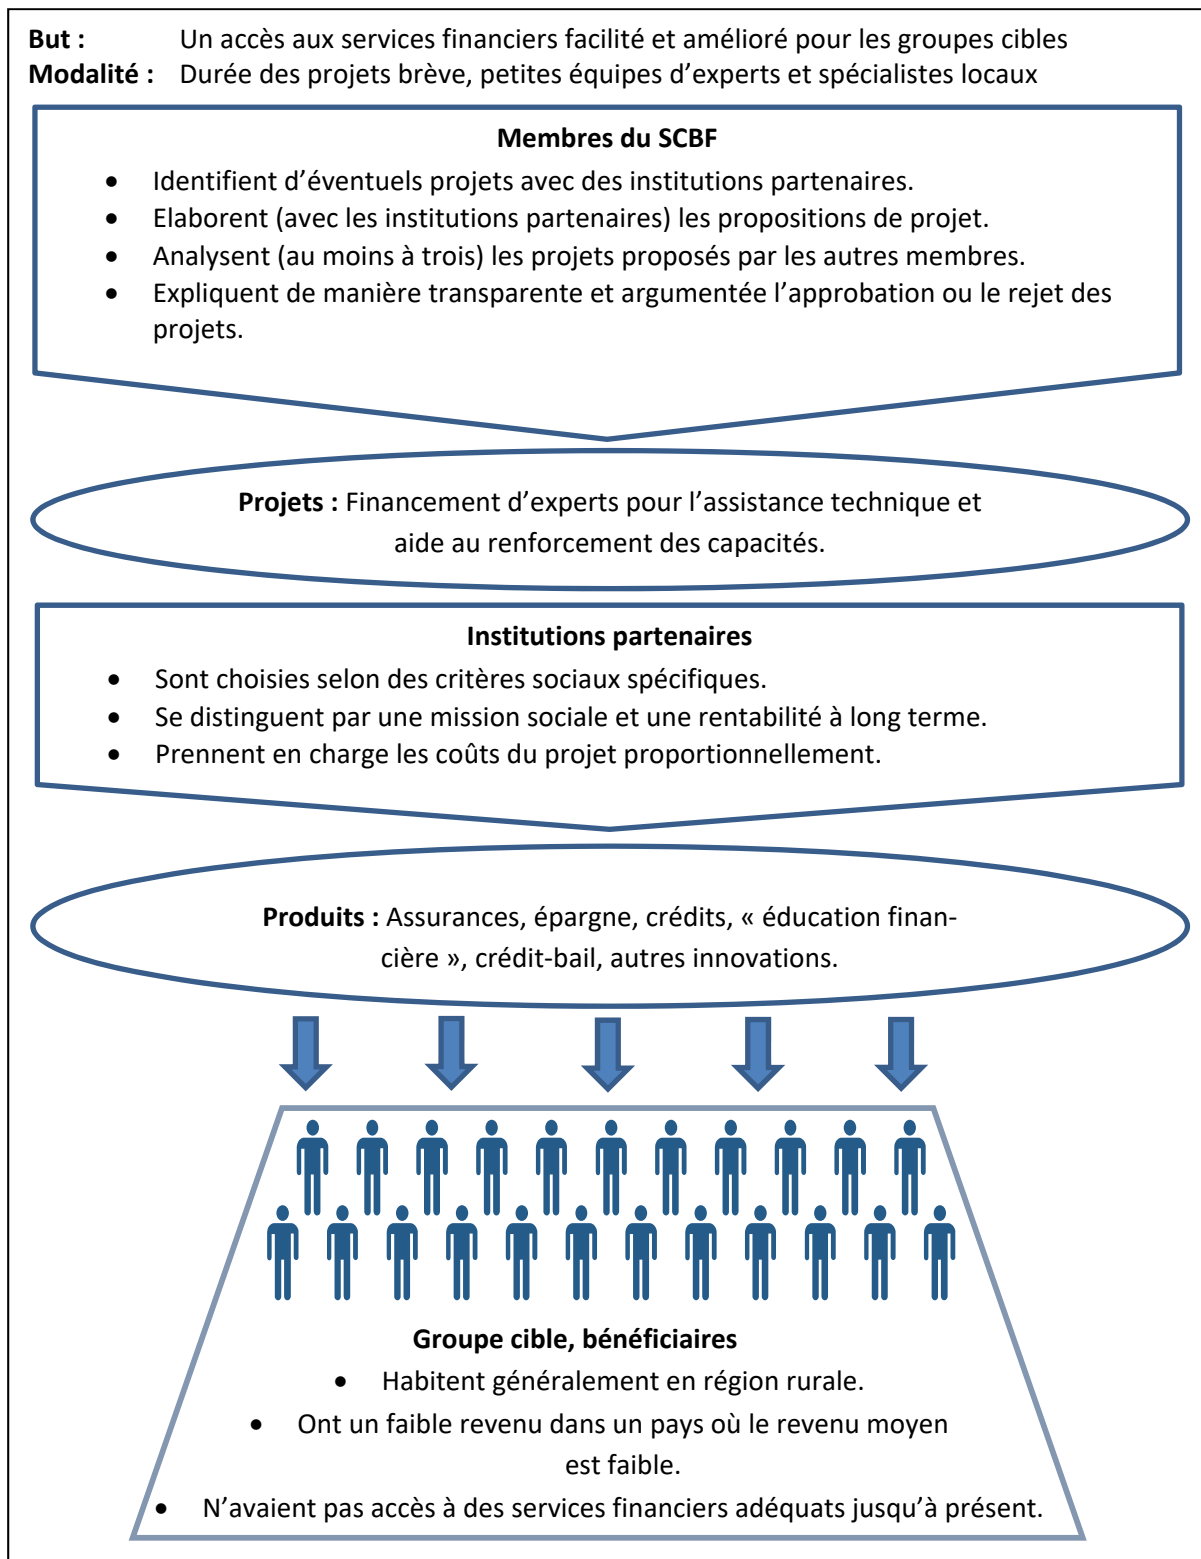 But : Un accès aux services financiers facilité et amélioré pour les groupes cibles
Modalité : Durée des projets brève, petites équipes d’experts et spécialistes locaux
Membres du SCBF
• Identifient d’éventuels projets avec des institutions partenaires.
• Elaborent (avec les institutions partenaires) les propositions de projet.
• Analysent (au moins à trois) les projets proposés par les autres membres.
• Expliquent de manière transparente et argumentée l’approbation ou le rejet des
projets.
Projets : Financement d’experts pour l’assistance technique et
aide au renforcement des capacités.
Institutions partenaires
• Sont choisies selon des critères sociaux spécifiques.
• Se distinguent par une mission sociale et une rentabilité à long terme.
• Prennent en charge les coûts du projet proportionnellement.
Produits : Assurances, épargne, crédits, « éducation finan-
cière », crédit-bail, autres innovations.
Groupe cible, bénéficiaires
• Habitent généralement en région rurale.
• Ont un faible revenu dans un pays où le revenu moyen
est faible.
• N’avaient pas accès à des services financiers adéquats jusqu’à présent.